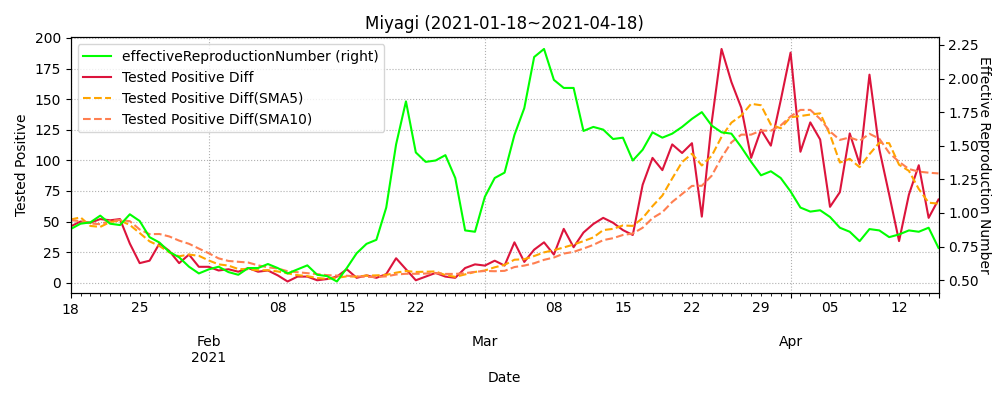 Miyagi (2021-01-18~2021-04-18)
effectiveReproductionNumber (right)
Tested Positive Diff
Tested Positive Diff(SMA5)
Tested Positive Diff(SMA10)
Tested Positive
200
175
150
125
100
75
50
25
0
2.25
2.00
1.75
1.50
1.25
1.00
0.75
0.50
Effective Reproduction Number
18 25 08 15 22 08 15 22 29 05 12
Feb Mar Apr
2021
Date